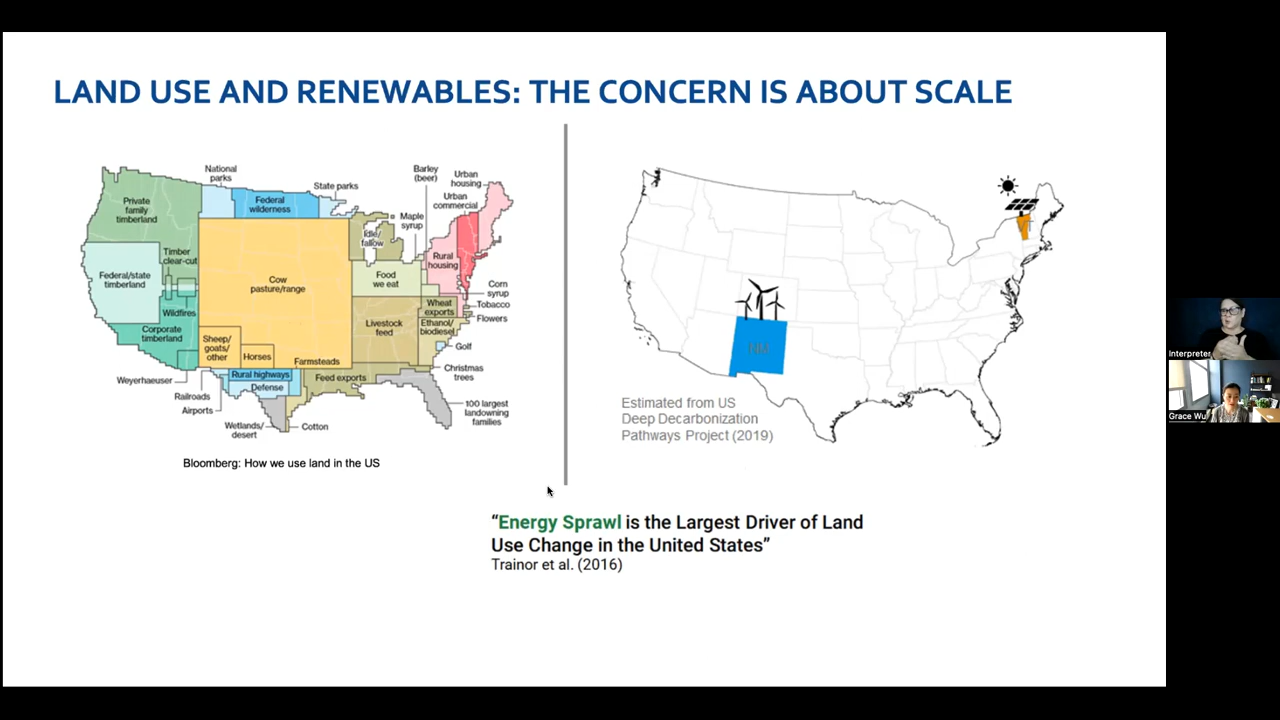 LAND USE AND RENEWABLES: THE CONCERN IS ABOUT SCALE
National
parks
State parks
Barley
(beer)
Urban
housing
Urban
commercial
Private
family
timberland
Federal
wilderness
Maple
syrup
Idle/
fallow
Rural
housing
Timber
clear-cut
Federal/state
timberland
Cow
pasture/range
Food
we eat
Corn
syrup
Wildfires
Wheat
exports
Tobacco
Flowers
Corporate
timberland
Livestock
feed
Ethanol/
biodiesel
Sheep/
goats/
other
Horses
Farmsteads
Golf
Weyerhaeuser
Rural highways
Defense
Feed exports
Christmas
trees
Railroads
Airports
100 largest
landowning
families
Wetlands/
desert
Cotton
Bloomberg: How we use land in the US
NM
Estimated from US
Deep Decarbonization
Pathways Project (2019)
“Energy Sprawl is the Largest Driver of Land
Use Change in the United States”
Trainor et al. (2016)
Interpreter
Grace Wu